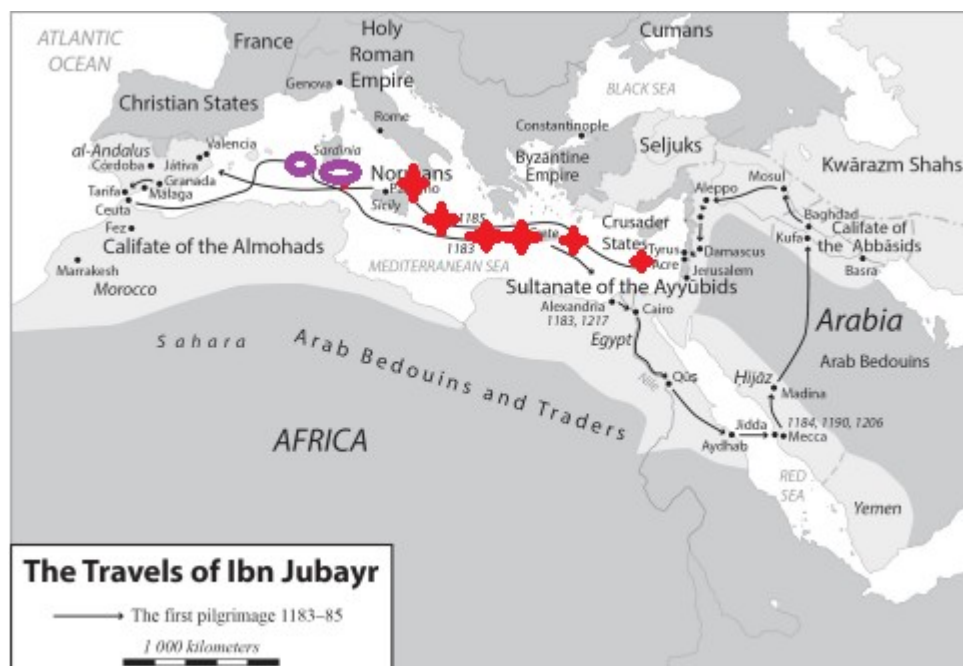 ATLANTIC
OCEAN
France
Holy
Roman
Empire
Cumans
Genova
BLACK SEA
Christian States
Rome
Constantinople
Seljuks
al-Andalus
Valencia
Sardinia
Byzantine
Empire
Kwārazm Shahs
Córdoba
Játiva
Granada
Málaga
Tarifa
Ceuta
Fez
Sicily
1185
1183
Crusader
States
Aleppo
Mosul
Baghdad
Kufa
Califate of
the Abbāsids
Basra
Tyrus
Acre
Damascus
Jerusalem
Califate of the Almohads
MEDITERRANEAN SEA
Marrakesh
Morocco
Sultanate of the Ayyūbids
Alexandria
1183, 1217
Cairo
Egypt
Arabia
Arab Bedouins
Sahara
Arab Bedouins and Traders
Nile
Qūṣ
Ḥijāz
Madina
AFRICA
Aydhab
Jidda
1184, 1190, 1206
Mecca
RED
SEA
Yemen
The Travels of Ibn Jubayr
The first pilgrimage 1183–85
1 000 kilometers